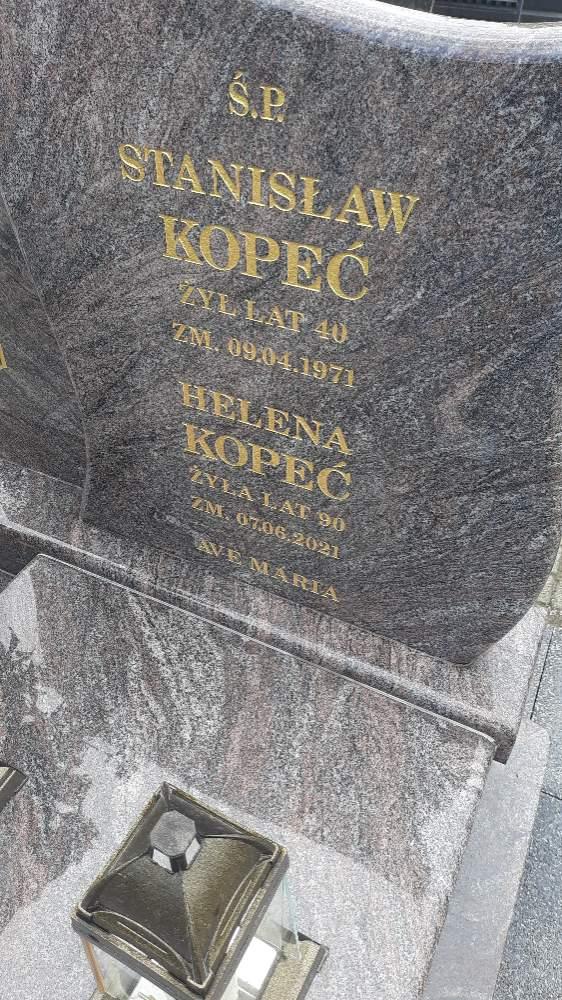 Ś.P.
STANISŁAW
KOPEĆ
ŻYŁ LAT 40
ZM. 09.04.1971
HELENA
KOPEĆ
ŻYŁA LAT 90
ZM. 07.06.2021
AVE MARIA